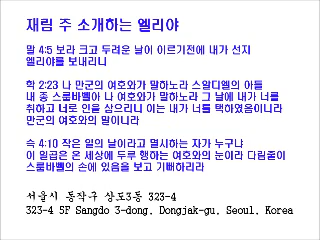 재림 주 소개하는 엘리야
말 4:5 보라 크고 두려운 날이 이르기전에 내가 선지
엘리야를 보내리니
학 2:23 나 만군의 여호와가 말하노라 스알디엘의 아들
내 종 스룹바벨아 나 여호와가 말하노라 그 날에 내가 너를
취하고 너로 인을 삼으리니 이는 내가 너를 택하였음이니라
만군의 여호와의 말이니라
슥 4:10 작은 일의 날이라고 멸시하는 자가 누구냐
이 일곱은 온 세상에 두루 행하는 여호와의 눈이라 다림줄이
스룹바벨의 손에 있음을 보고 기뻐하리라
서울시 동작구 상도3동 323-4
323-4 5F Sangdo 3-dong, Dongjak-gu, Seoul, Korea